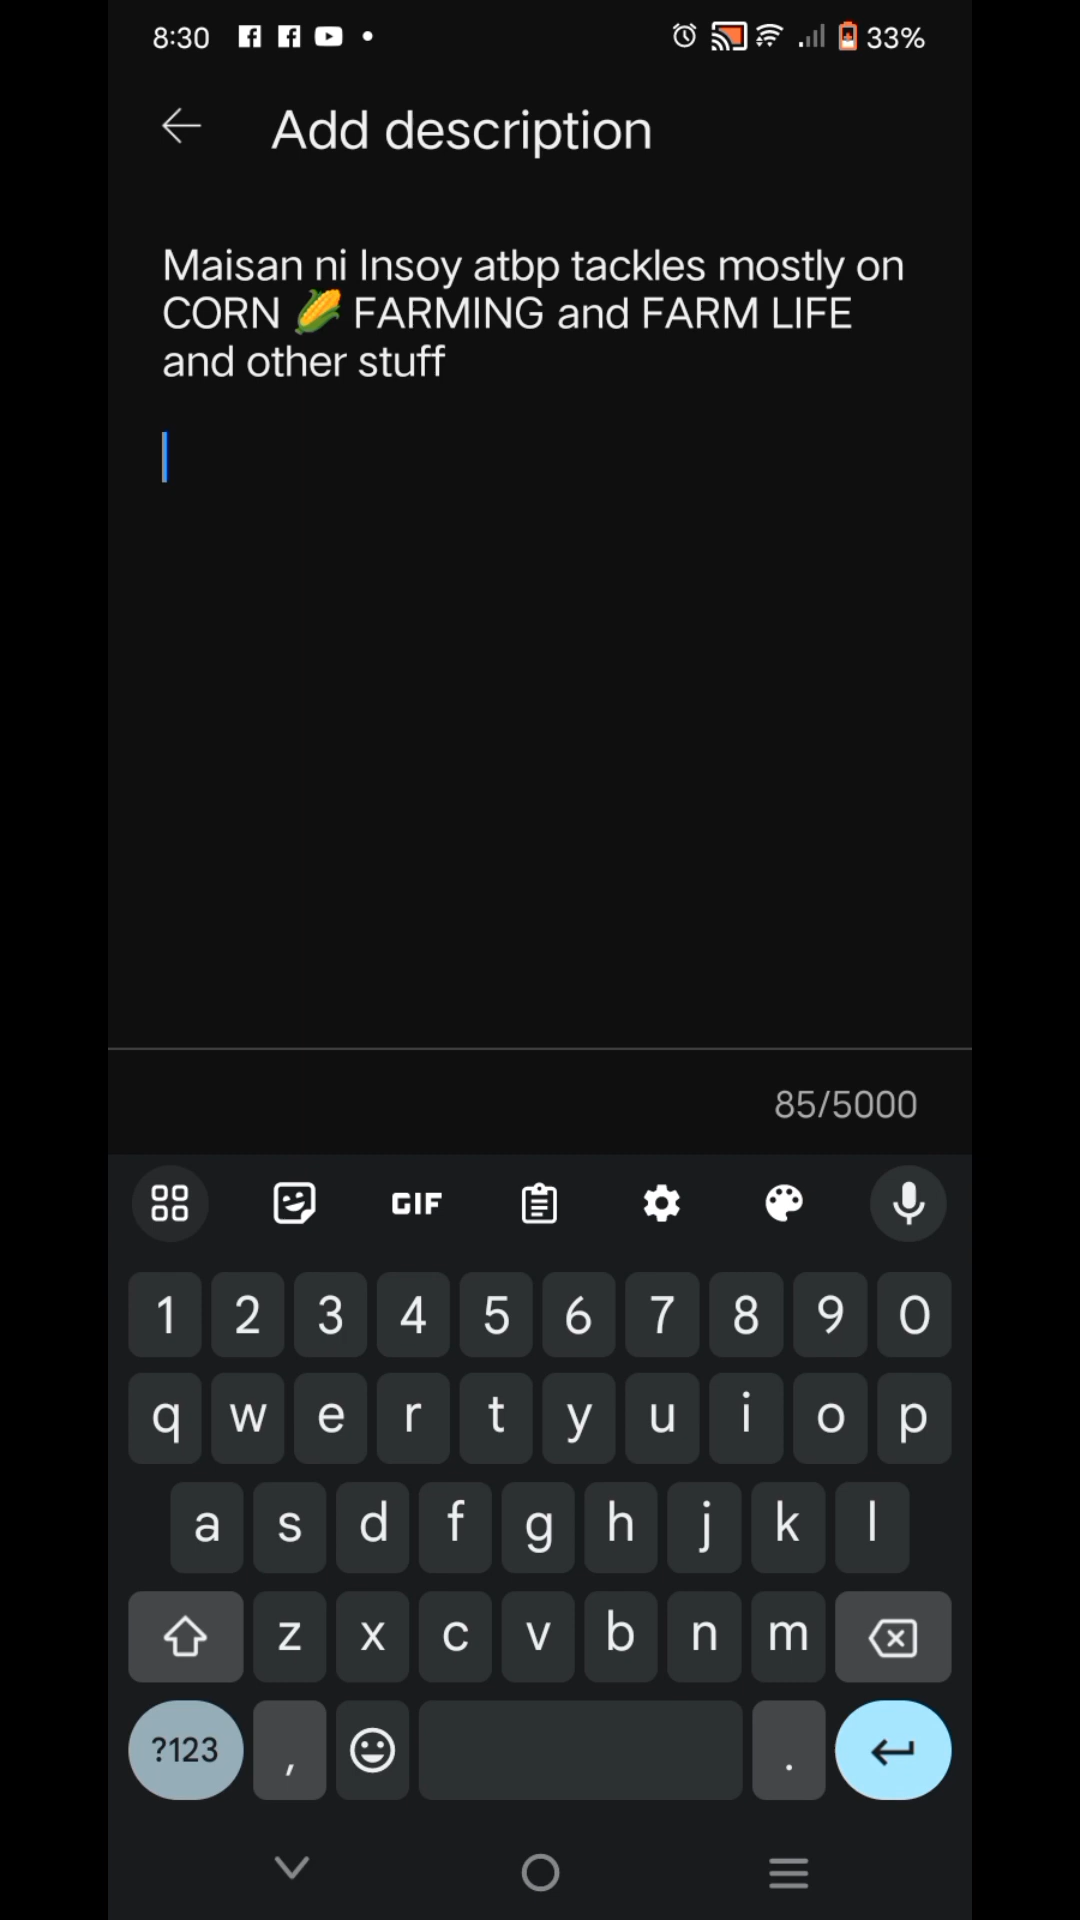 8:30
33%
Add description
Maisan ni Insoy atbp tackles mostly on
CORN 🌽 FARMING and FARM LIFE
and other stuff
85/5000
GIF
1 2 3 4 5 6 7 8 9 0
q w e r t y u i o p
a s d f g h j k l
z x c v b n m
?123 , .